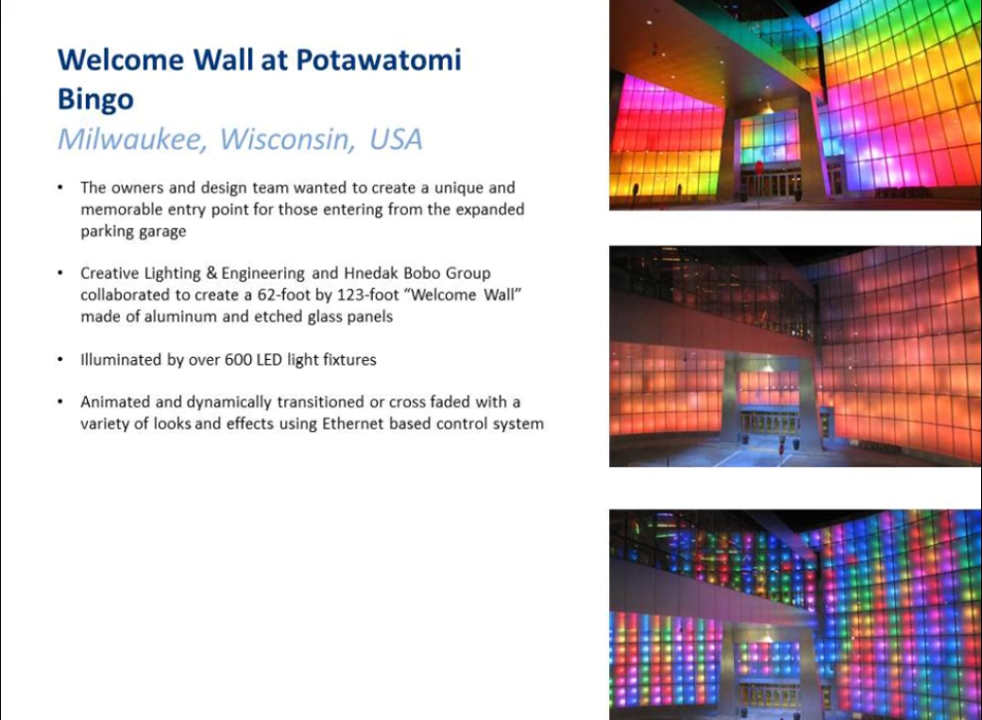 Welcome Wall at Potawatomi
Bingo
Milwaukee, Wisconsin, USA
• The owners and design team wanted to create a unique and
memorable entry point for those entering from the expanded
parking garage
• Creative Lighting & Engineering and Hnedak Bobo Group
collaborated to create a 62-foot by 123-foot “Welcome Wall”
made of aluminum and etched glass panels
• Illuminated by over 600 LED light fixtures
• Animated and dynamically transitioned or cross faded with a
variety of looks and effects using Ethernet based control system